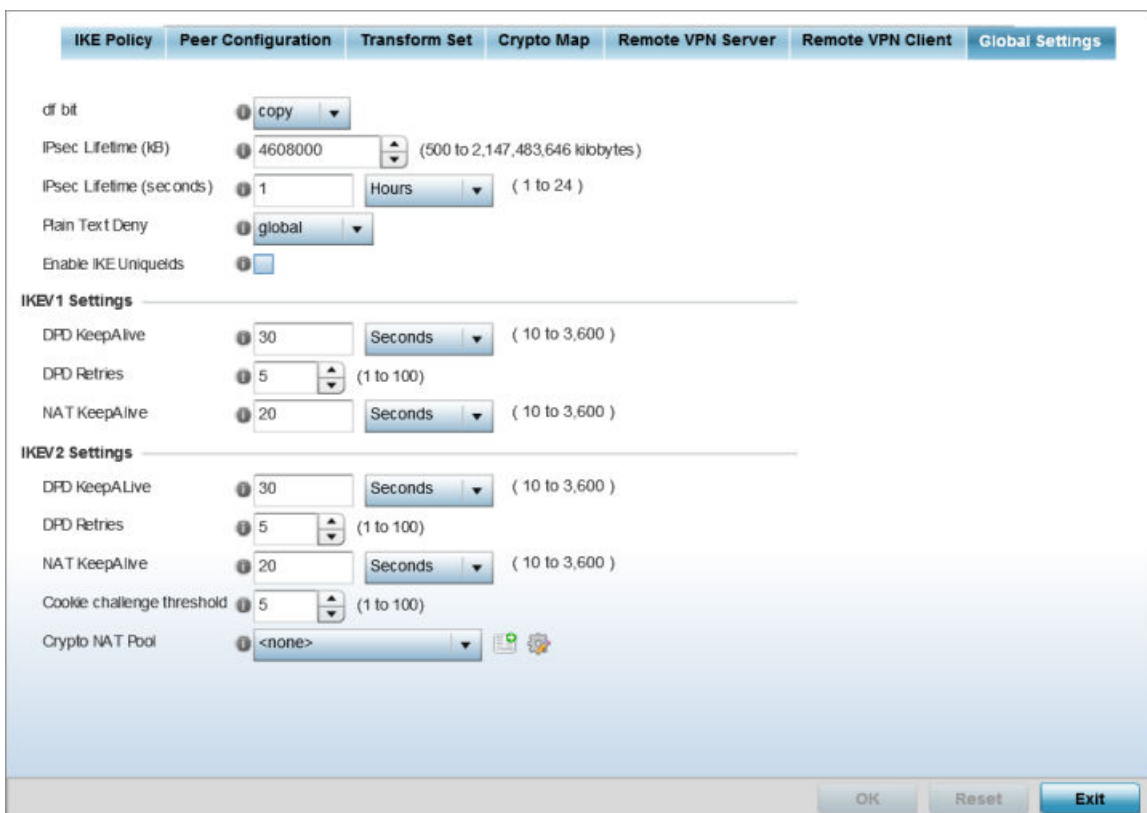 IKE Policy Peer Configuration Transform Set Crypto Map Remote VPN Server Remote VPN Client Global Settings
df bit copy
IPsec Lifetime (kB) 4608000 (500 to 2,147,483,646 kilobytes)
IPsec Lifetime (seconds) 1 Hours ( 1 to 24 )
Plain Text Deny global
Enable IKE UniqueIds
IKEV1 Settings
DPD KeepAlive 30 Seconds ( 10 to 3,600 )
DPD Retries 5 (1 to 100)
NAT KeepAlive 20 Seconds ( 10 to 3,600 )
IKEV2 Settings
DPD KeepALive 30 Seconds ( 10 to 3,600 )
DPD Retries 5 (1 to 100)
NAT KeepAlive 20 Seconds ( 10 to 3,600 )
Cookie challenge threshold 5 (1 to 100)
Crypto NAT Pool <none>
OK Reset Exit